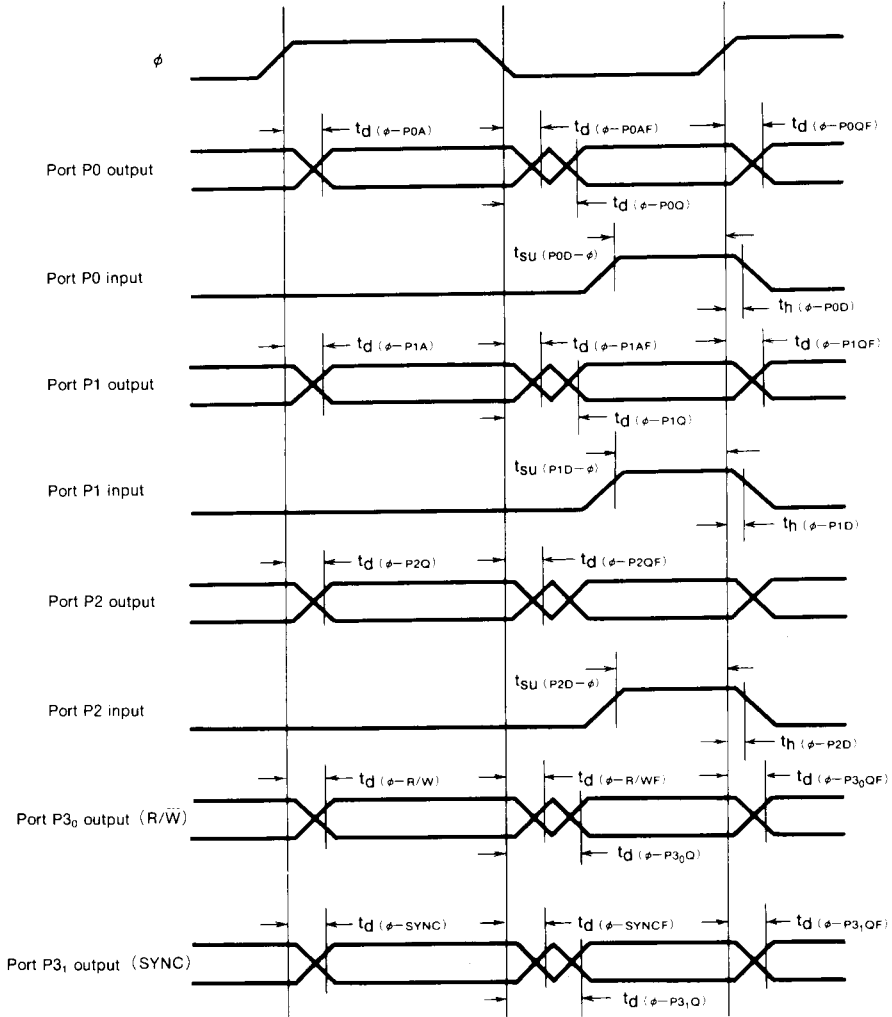 φ
td (φ–P0A) td (φ–P0AF) td (φ–P0QF)
Port P0 output
td (φ–P0Q)
tsu (P0D–φ)
Port P0 input
th (φ–P0D)
td (φ–P1A) td (φ–P1AF) td (φ–P1QF)
Port P1 output
td (φ–P1Q)
tsu (P1D–φ)
Port P1 input
th (φ–P1D)
td (φ–P2Q) td (φ–P2QF)
Port P2 output
tsu (P2D–φ)
Port P2 input
th (φ–P2D)
td (φ–R/W) td (φ–R/WF) td (φ–P3₀QF)
Port P3₀ output (R/W̅)
td (φ–P3₀Q)
td (φ–SYNC) td (φ–SYNCF) td (φ–P3₁QF)
Port P3₁ output (SYNC)
td (φ–P3₁Q)